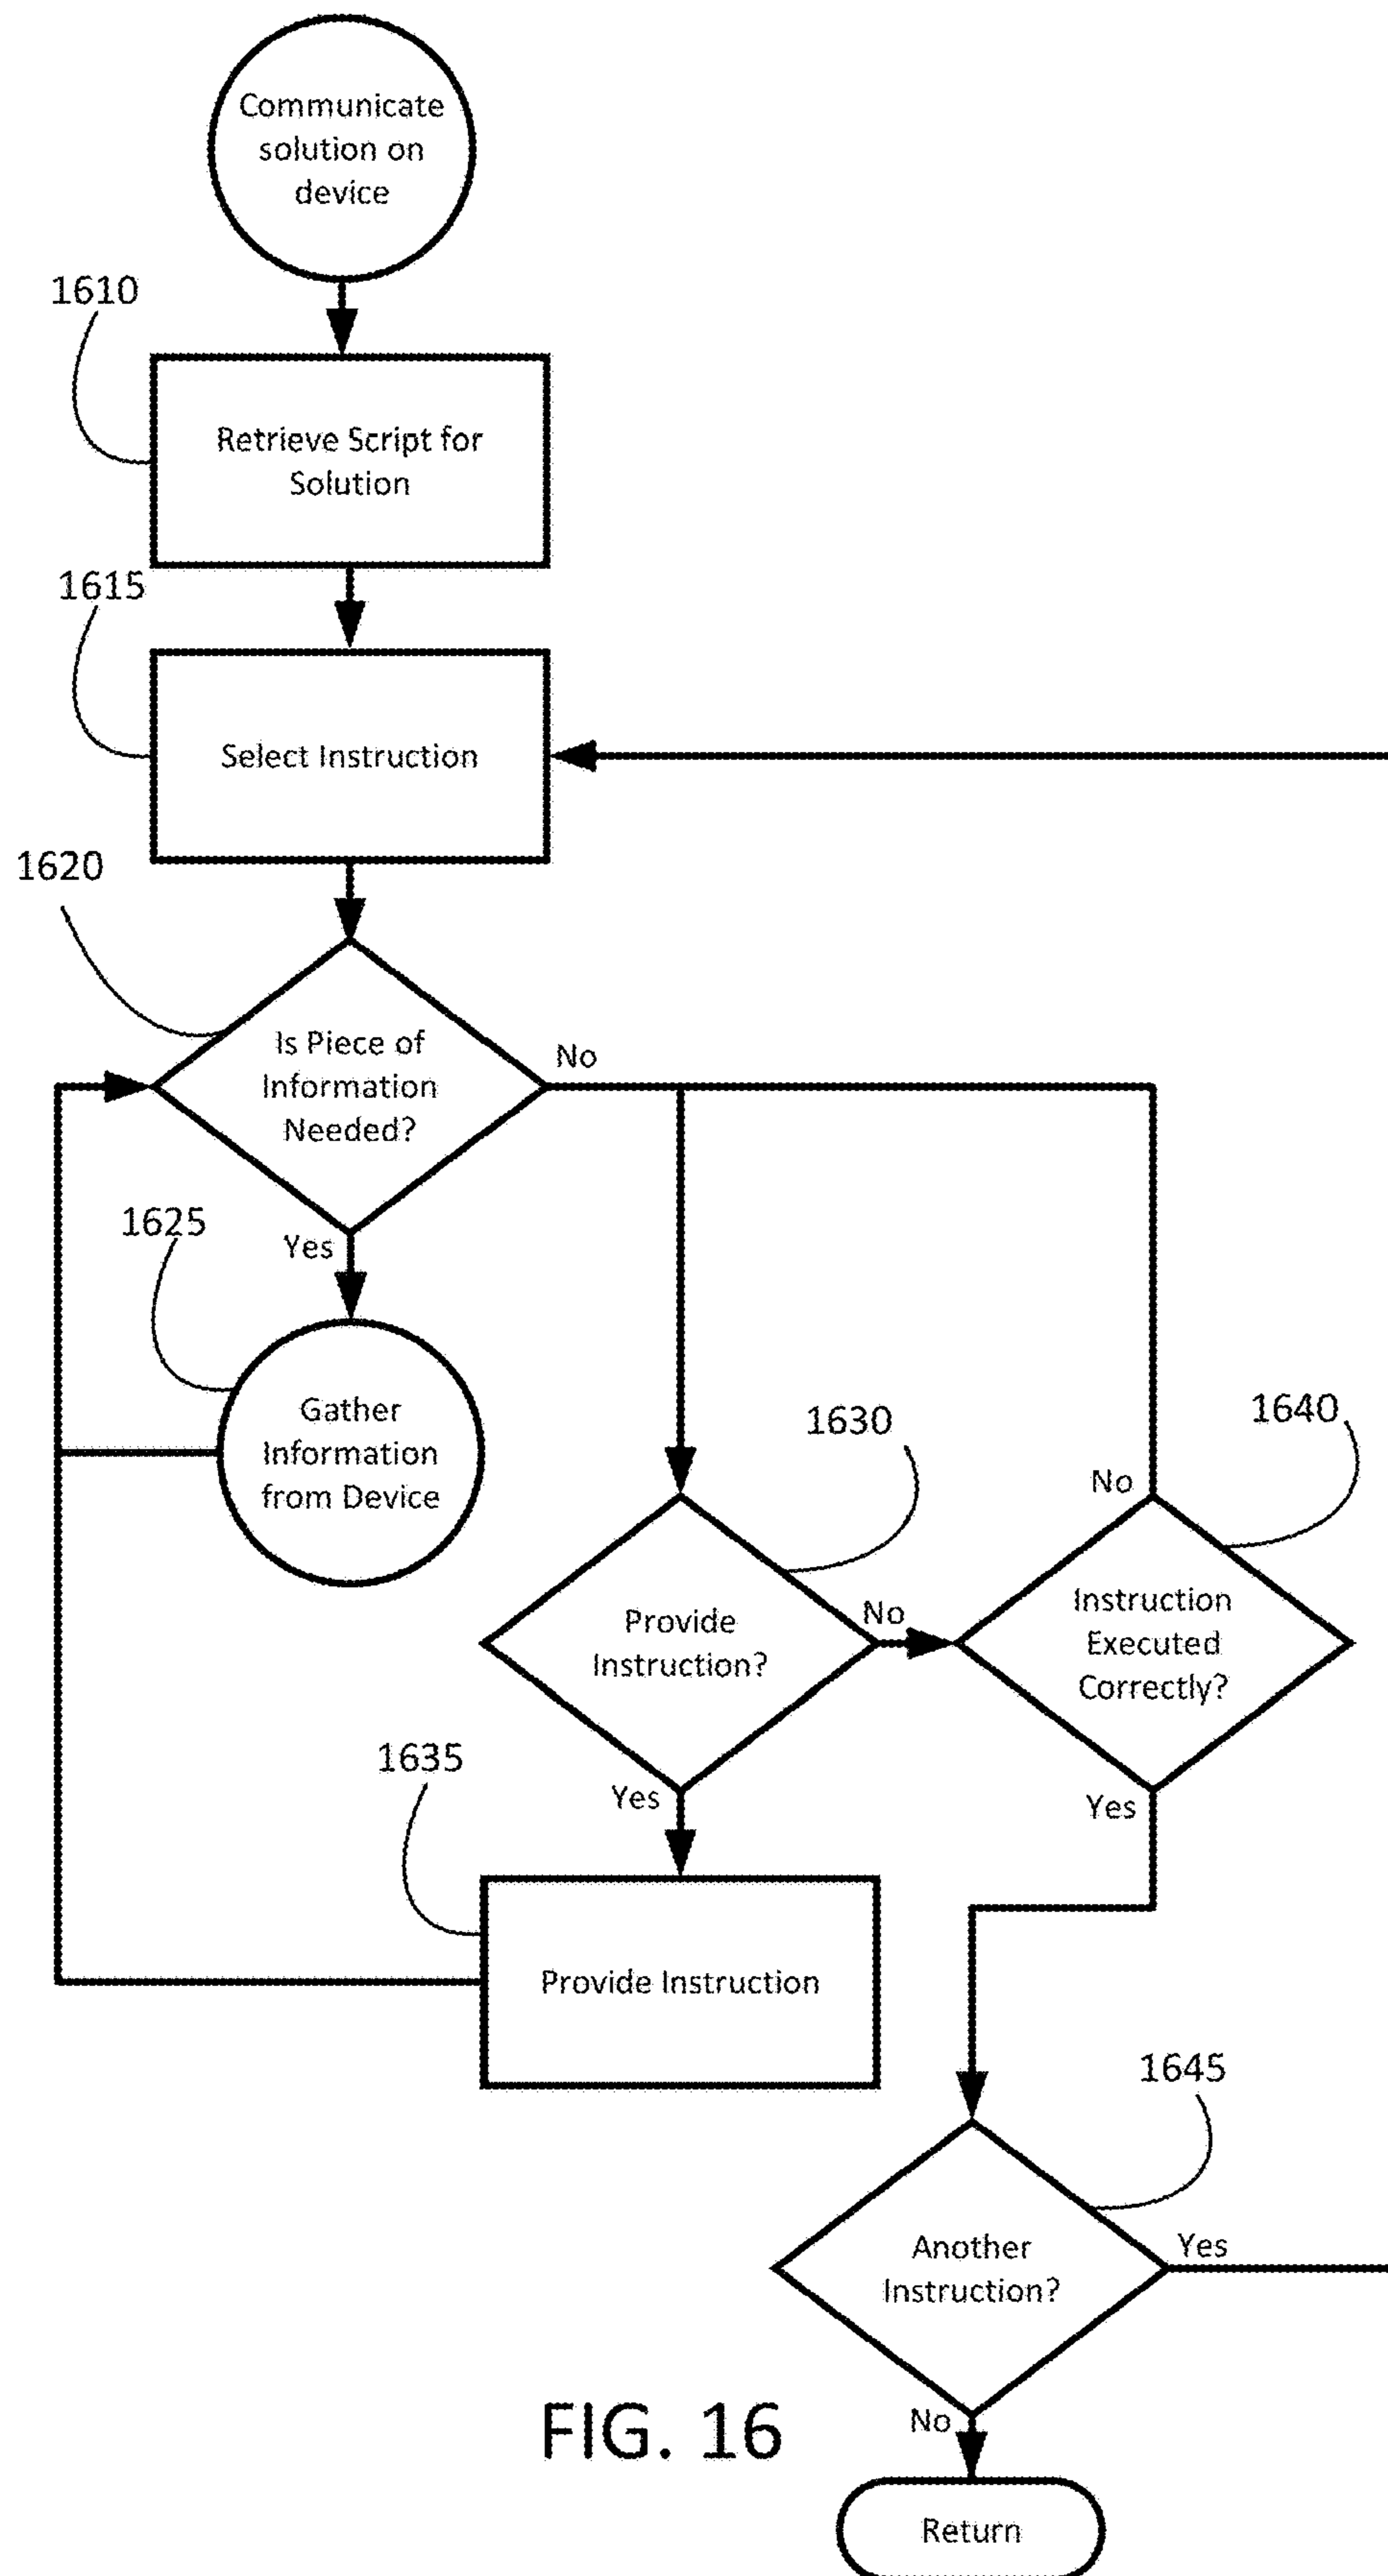 Communicate
solution on
device
1610
Retrieve Script for
Solution
1615
Select Instruction
1620
Is Piece of
Information
Needed?
No
Yes
1625
Gather
Information
from Device
1630
1640
No
Provide
Instruction?
No
Instruction
Executed
Correctly?
Yes
Yes
1635
Provide Instruction
1645
Another
Instruction?
Yes
No
FIG. 16
Return